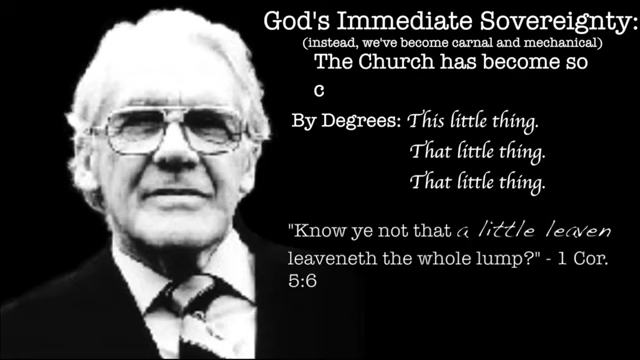 God's Immediate Sovereignty:
(instead, we've become carnal and mechanical)
The Church has become so
c
By Degrees: This little thing.
That little thing.
That little thing.
"Know ye not that a little leaven
leaveneth the whole lump?" - 1 Cor.
5:6